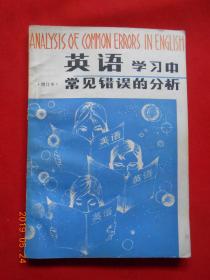 ANALYSIS OF COMMON ERRORS IN ENGLISH
英语 学习中
(增订本) 常见错误的分析
英语
英语
英语
2019-05-24